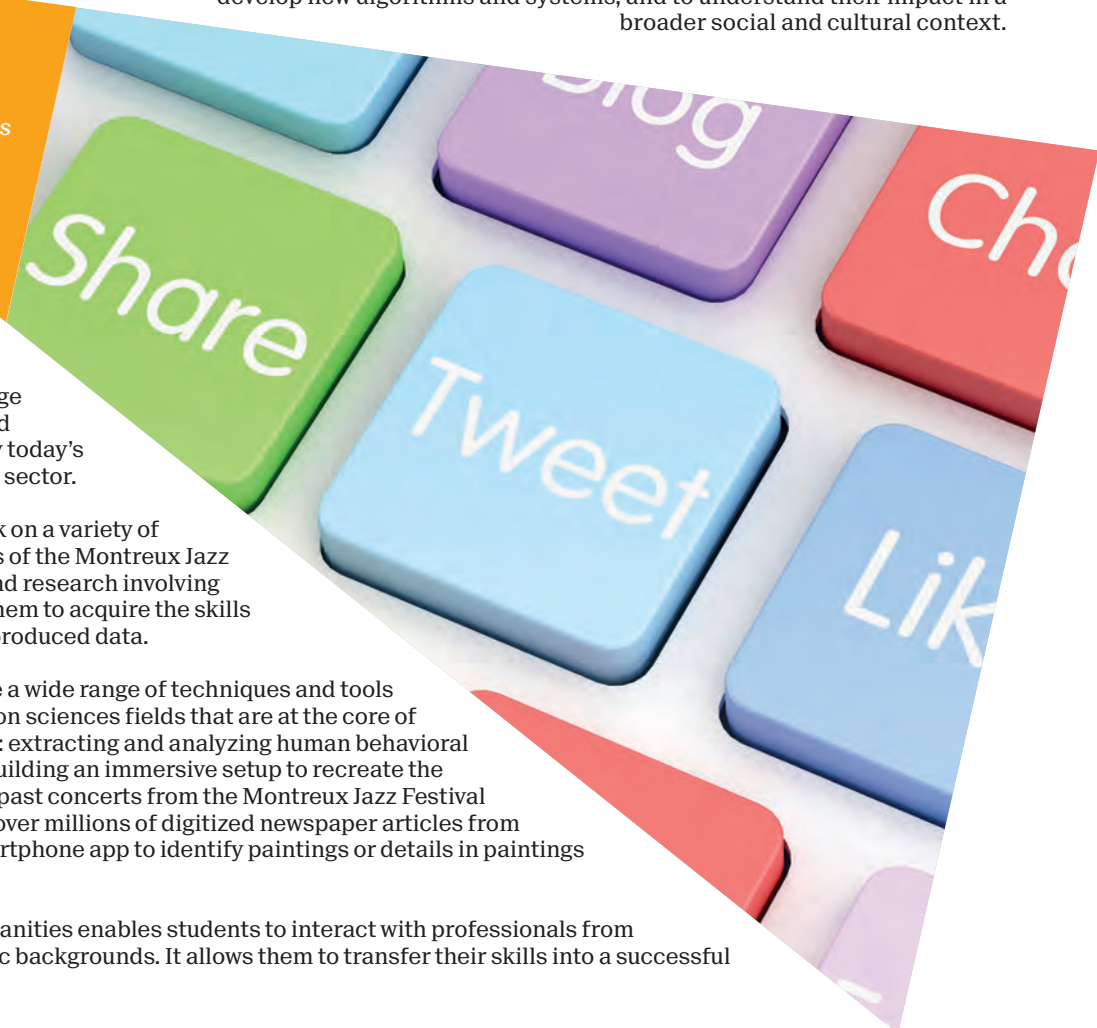 develop new algorithms and systems, and to understand their impact in a
broader social and cultural context.
s
Blog
Share
Tweet
Lik
ge
d
y today's
sector.
k on a variety of
s of the Montreux Jazz
nd research involving
hem to acquire the skills
produced data.
e a wide range of techniques and tools
on sciences fields that are at the core of
: extracting and analyzing human behavioral
uilding an immersive setup to recreate the
past concerts from the Montreux Jazz Festival
over millions of digitized newspaper articles from
rtphone app to identify paintings or details in paintings
anities enables students to interact with professionals from
c backgrounds. It allows them to transfer their skills into a successful